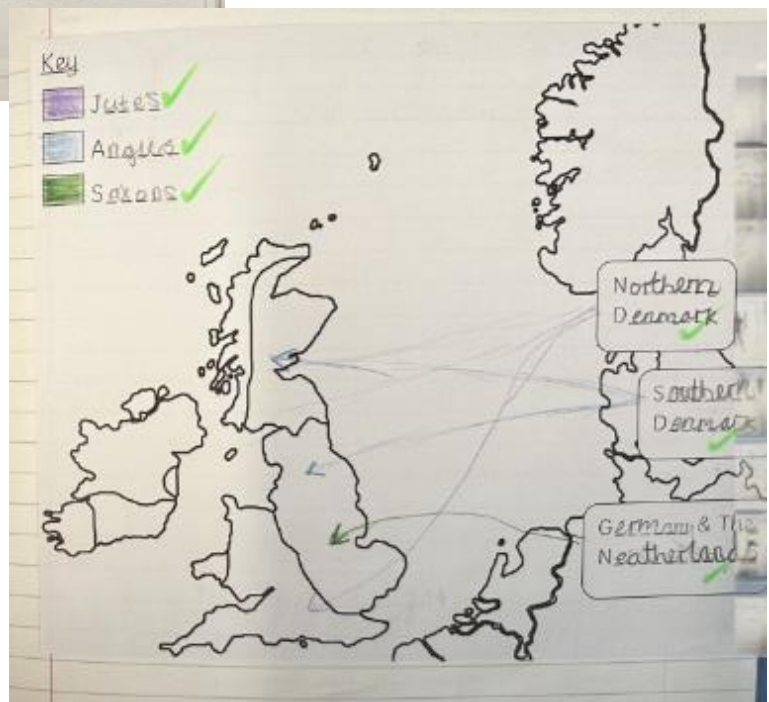 Key
Jutes
Angles
Saxons
Northern
Denmark
Southern
Denmark
Germany & The
Neatherlands